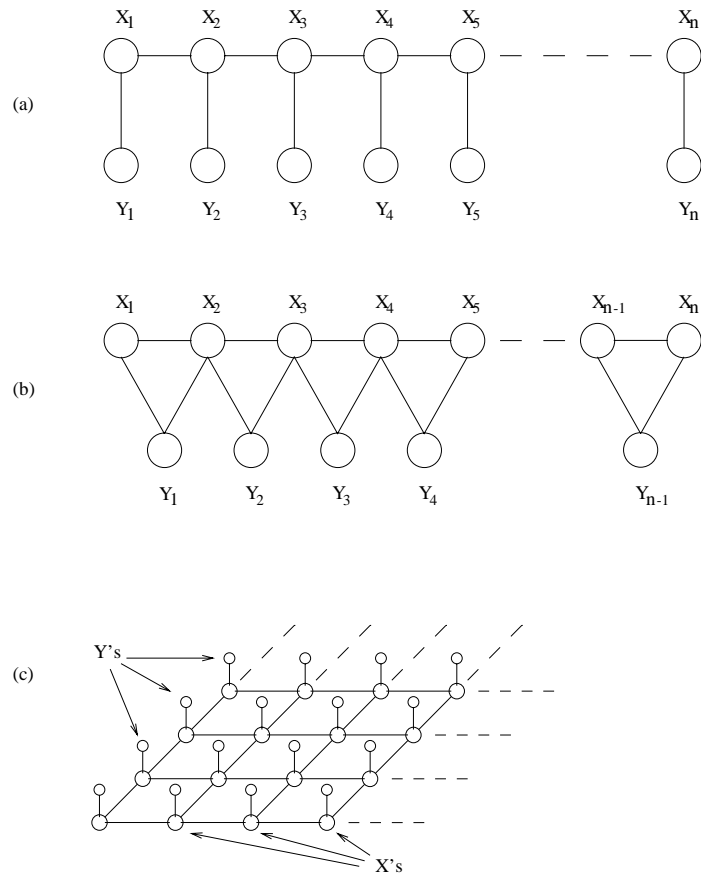 X1 X2 X3 X4 X5 Xn
(a)
Y1 Y2 Y3 Y4 Y5 Yn
X1 X2 X3 X4 X5 Xn-1 Xn
(b)
Y1 Y2 Y3 Y4 Yn-1
Y's
(c)
X's